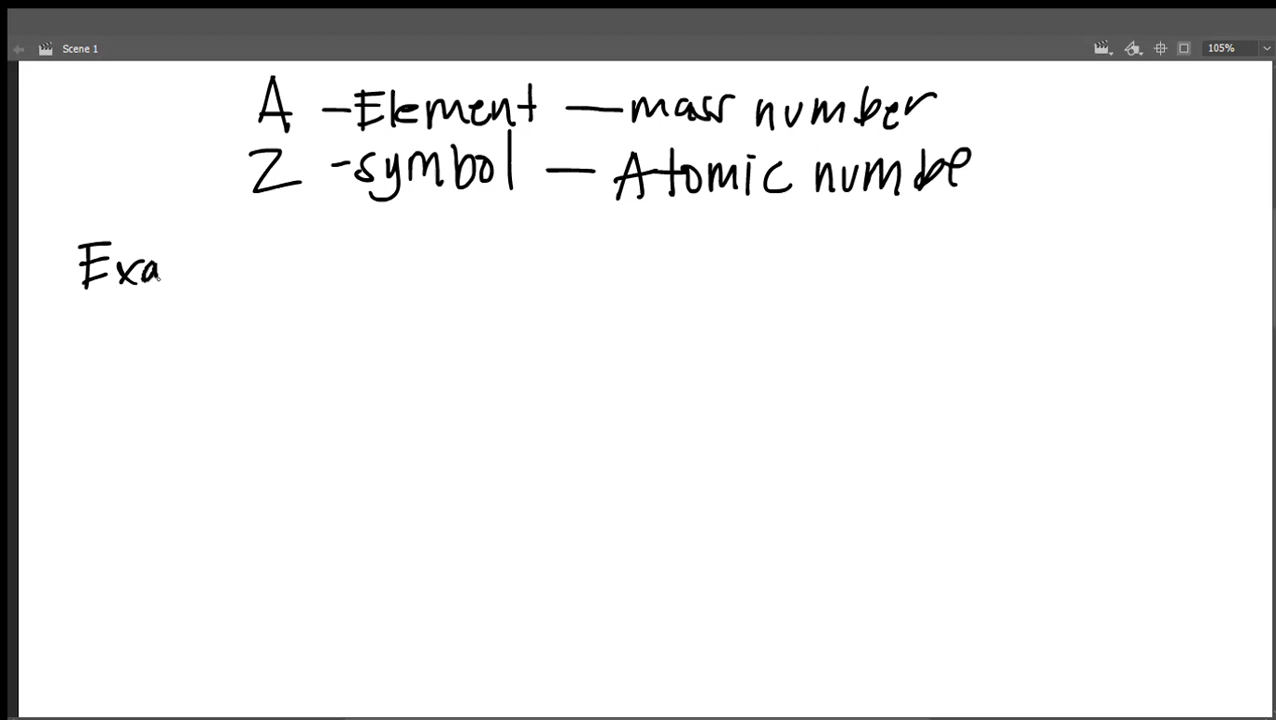 Scene 1
105%
A -Element — mass number
Z -symbol — Atomic numbe
Exa